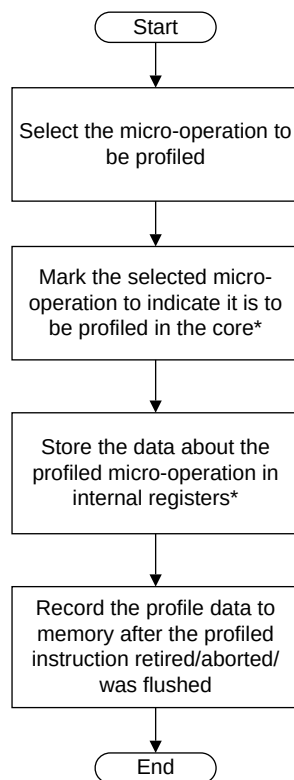 Start
Select the micro-operation to
be profiled
Mark the selected micro-
operation to indicate it is to
be profiled in the core*
Store the data about the
profiled micro-operation in
internal registers*
Record the profile data to
memory after the profiled
instruction retired/aborted/
was flushed
End